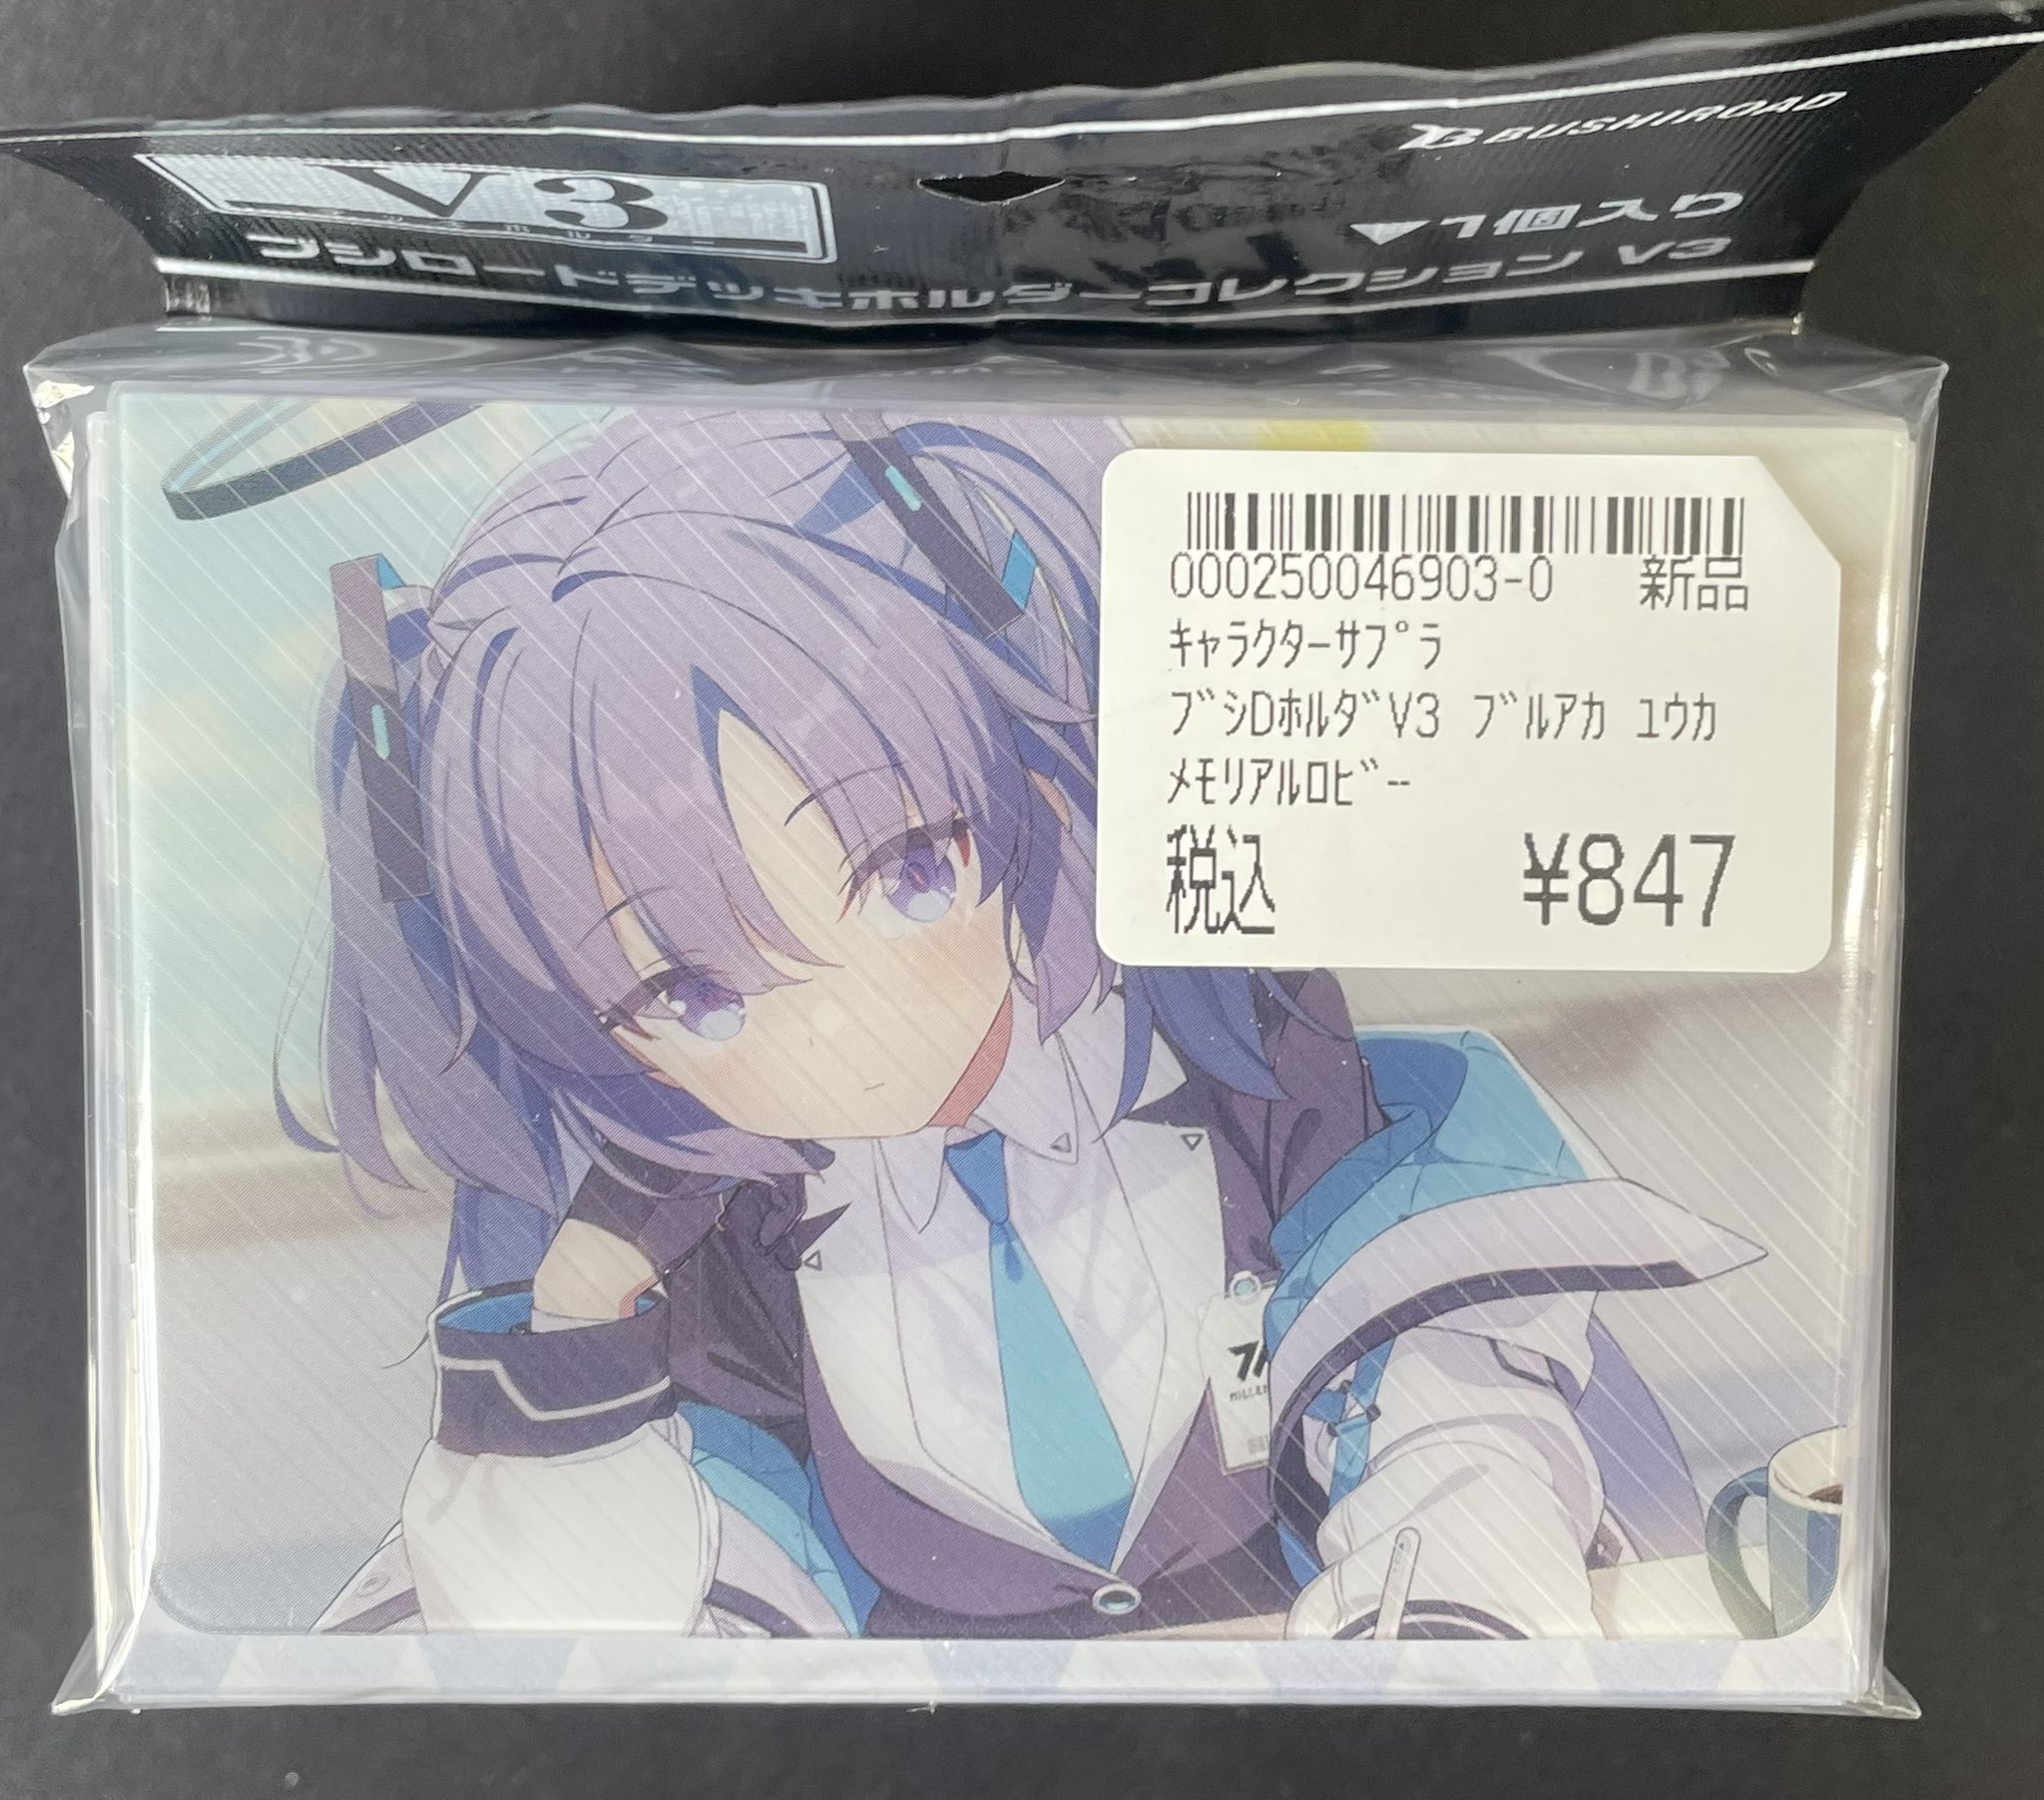 BUSHIROAD
V3
▼1個入り
ブシロードデッキホルダーコレクション V3
000250046903-0 新品
ｷｬﾗｸﾀｰｻﾌﾟﾗ
ﾌﾞｼDﾎﾙﾀﾞV3 ﾌﾞﾙｱｶ ﾕｳｶ
ﾒﾓﾘｱﾙﾛﾋﾞｰ
税込 ¥847